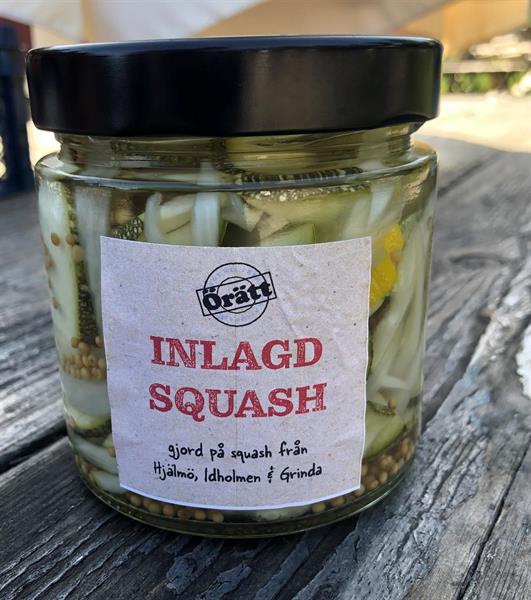 Örätt
INLAGD
SQUASH
gjord på squash från
Hjälmö, Idholmen & Grinda